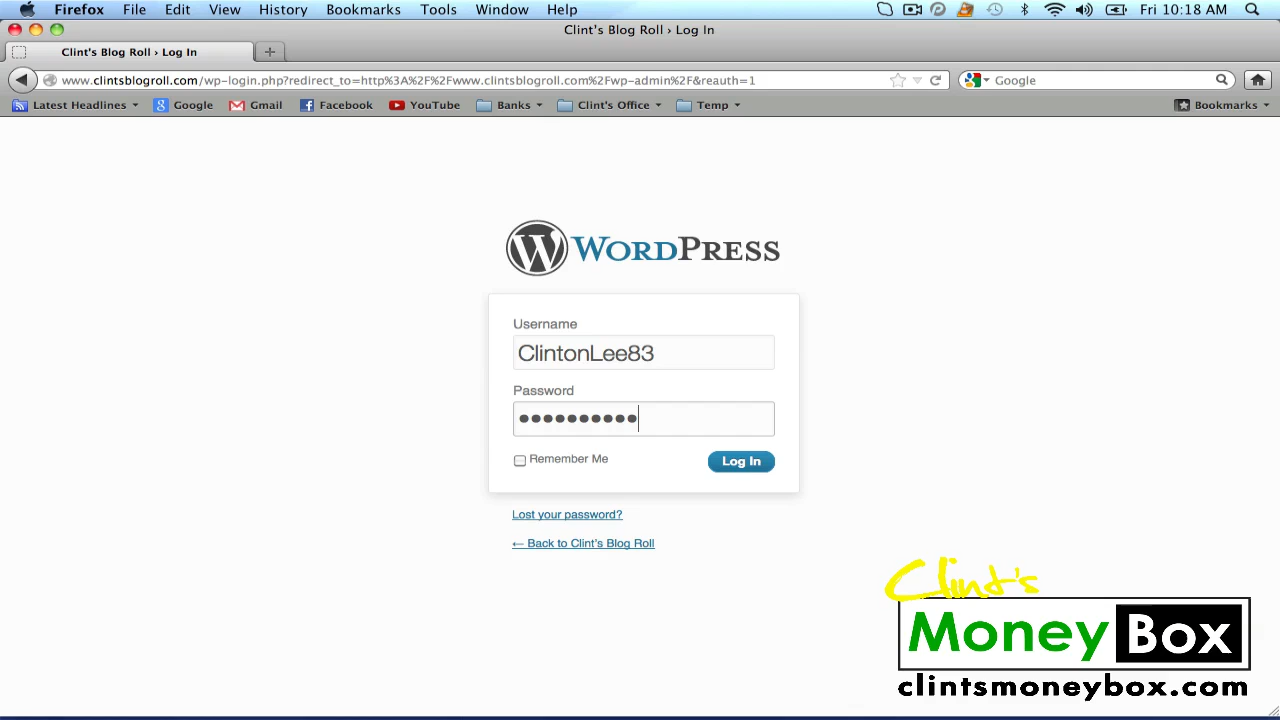 Firefox File Edit View History Bookmarks Tools Window Help Fri 10:18 AM
Clint's Blog Roll › Log In
Clint's Blog Roll › Log In
www.clintsblogroll.com/wp-login.php?redirect_to=http%3A%2F%2Fwww.clintsblogroll.com%2Fwp-admin%2F&reauth=1 Google
Latest Headlines Google Gmail Facebook YouTube Banks Clint's Office Temp Bookmarks
WORDPRESS
Username
ClintonLee83
Password
Remember Me Log In
Lost your password?
← Back to Clint's Blog Roll
Clint's
Money Box
clintsmoneybox.com